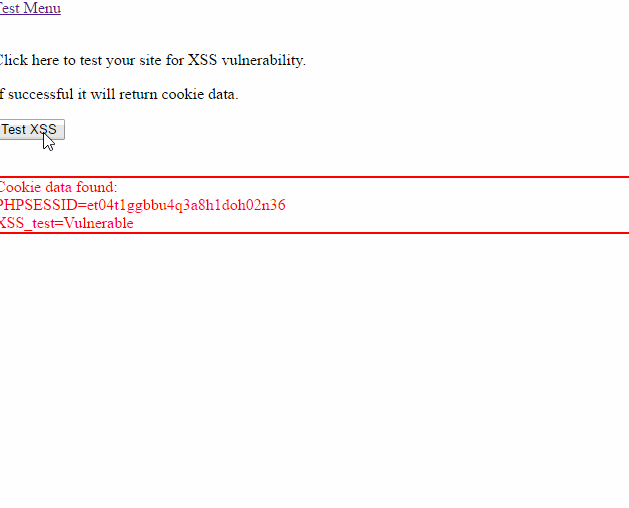 Test Menu
Click here to test your site for XSS vulnerability.
If successful it will return cookie data.
Test XSS
Cookie data found:
PHPSESSID=et04t1ggbbu4q3a8h1doh02n36
XSS_test=Vulnerable